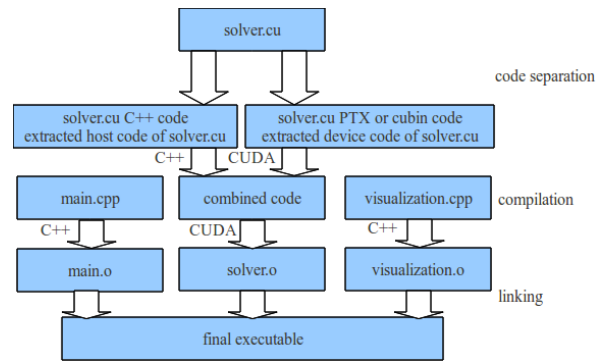 solver.cu
code separation
solver.cu C++ code
extracted host code of solver.cu
solver.cu PTX or cubin code
extracted device code of solver.cu
C++
CUDA
main.cpp
combined code
visualization.cpp
compilation
C++
CUDA
C++
main.o
solver.o
visualization.o
linking
final executable